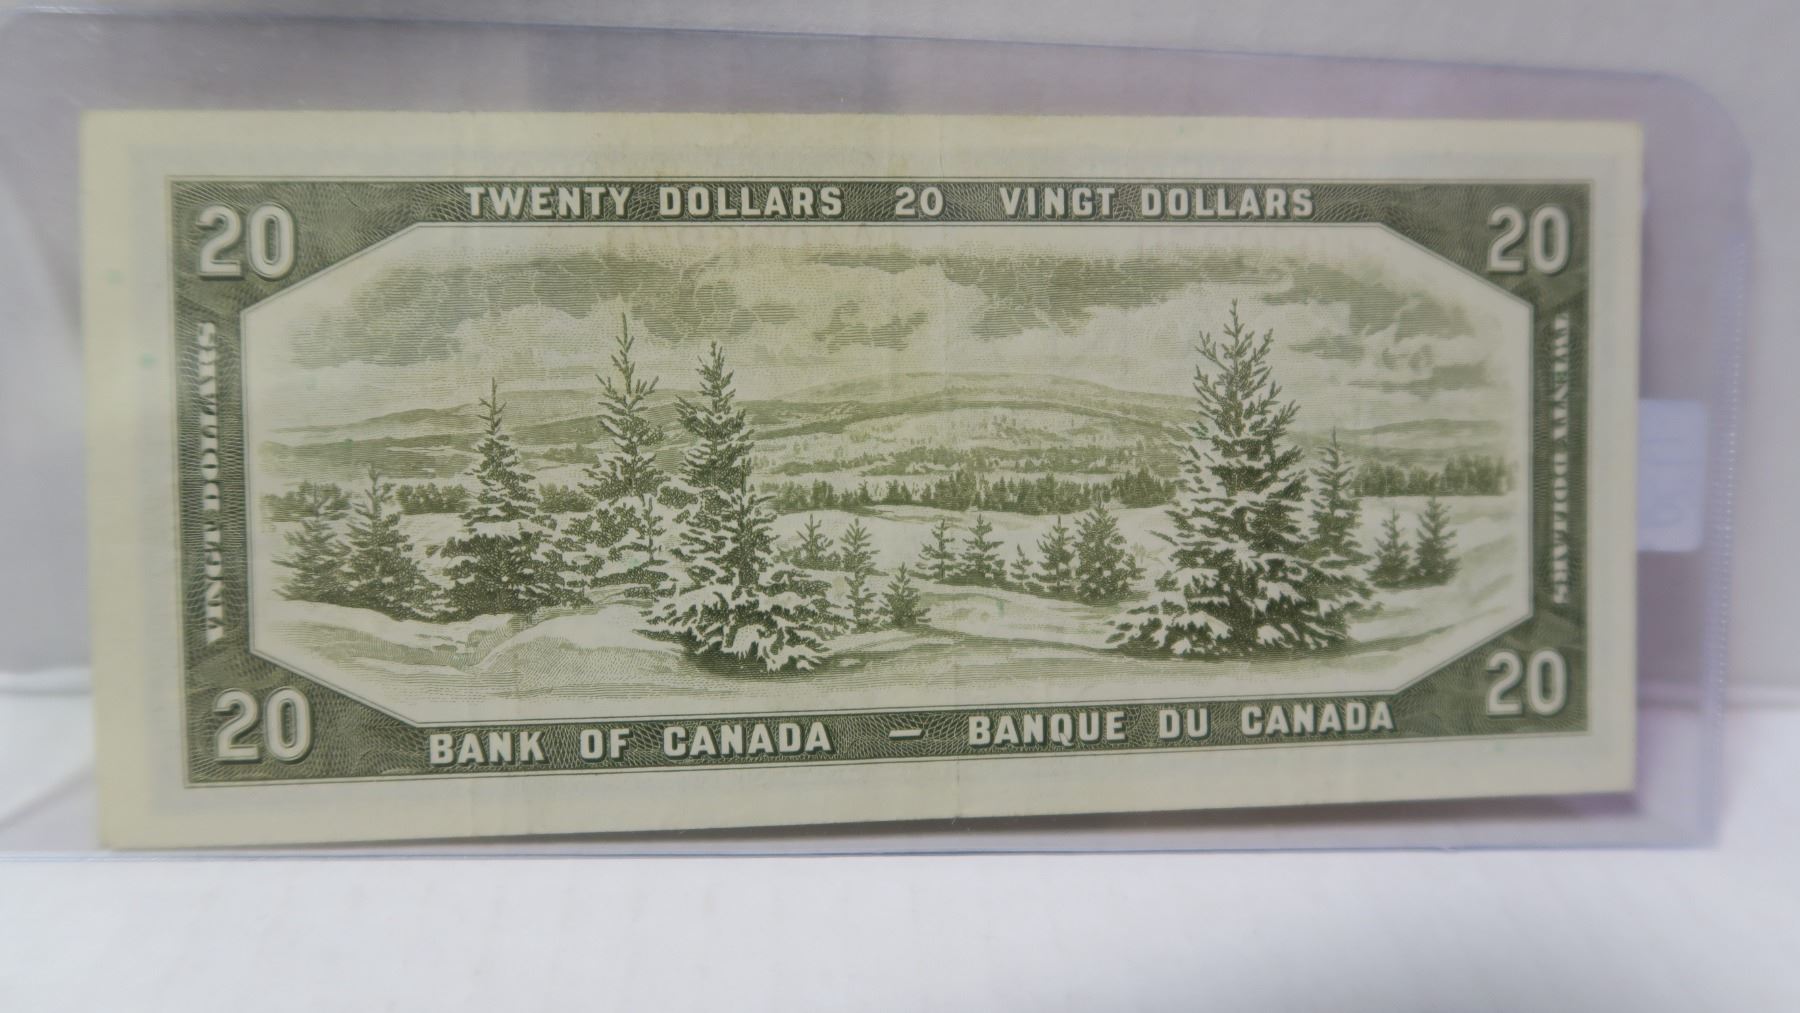 TWENTY DOLLARS 20 VINGT DOLLARS
20
20
VINGT DOLLARS
TWENTY DOLLARS
20
20
BANK OF CANADA — BANQUE DU CANADA